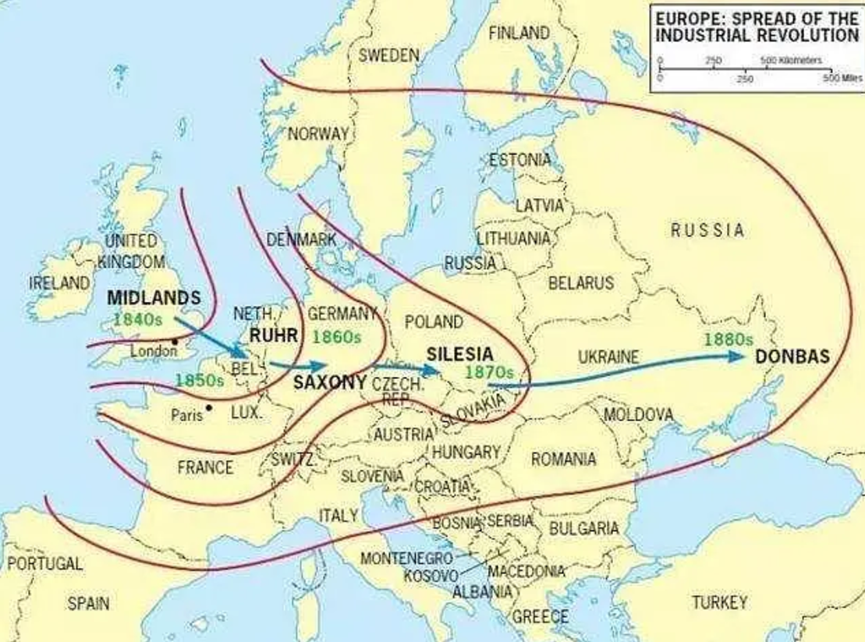 EUROPE: SPREAD OF THE
INDUSTRIAL REVOLUTION
0 250 500 Kilometers
0 250 500 Miles
FINLAND
SWEDEN
NORWAY
ESTONIA
LATVIA
RUSSIA
UNITED
KINGDOM
DENMARK
LITHUANIA
RUSSIA
IRELAND
BELARUS
MIDLANDS
1840s
NETH.
GERMANY
POLAND
RUHR
1860s
London
SILESIA
1880s
UKRAINE
DONBAS
BEL.
1850s
SAXONY
1870s
CZECH.
REP.
Paris
LUX.
SLOVAKIA
MOLDOVA
AUSTRIA
HUNGARY
FRANCE
SWITZ.
ROMANIA
SLOVENIA
CROATIA
ITALY
BOSNIA
SERBIA
BULGARIA
PORTUGAL
MONTENEGRO
KOSOVO
MACEDONIA
ALBANIA
SPAIN
GREECE
TURKEY